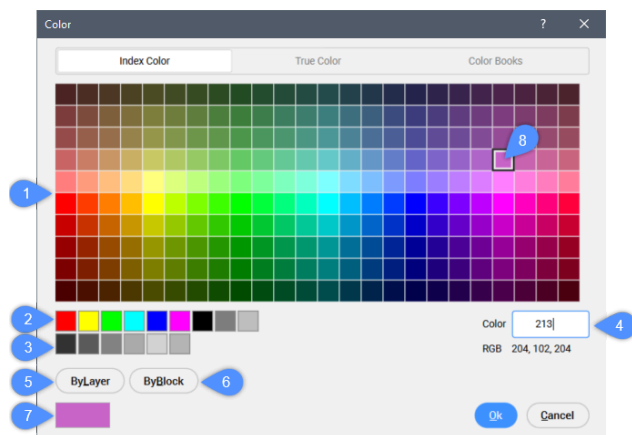 Color ? ✕
Index Color True Color Color Books
8
1
2
Color 213 4
3
RGB 204, 102, 204
5 ByLayer ByBlock 6
7
Ok Cancel